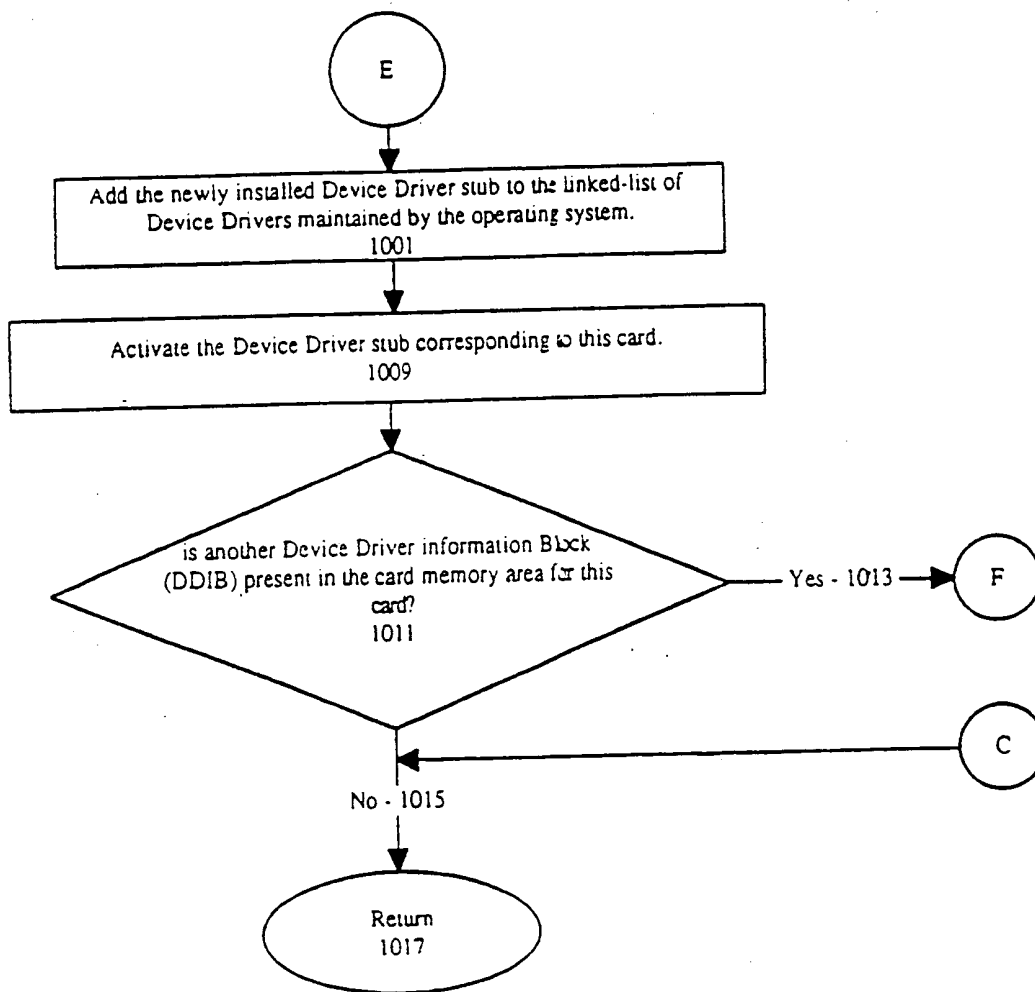 E
Add the newly installed Device Driver stub to the linked-list of
Device Drivers maintained by the operating system.
1001
Activate the Device Driver stub corresponding to this card.
1009
is another Device Driver information Block
(DDIB) present in the card memory area for this
card?
1011
Yes - 1013
F
C
No - 1015
Return
1017